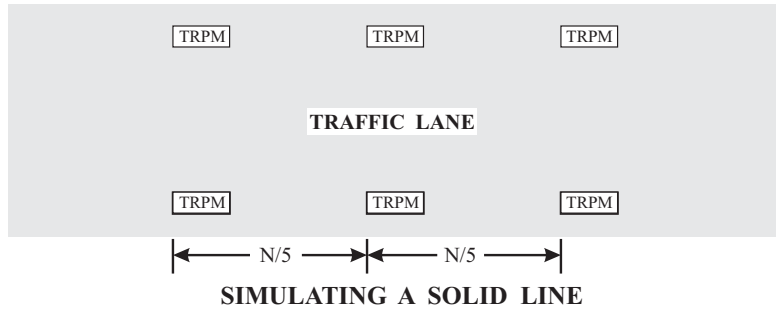 TRPM TRPM TRPM
TRAFFIC LANE
TRPM TRPM TRPM
N/5 N/5
SIMULATING A SOLID LINE